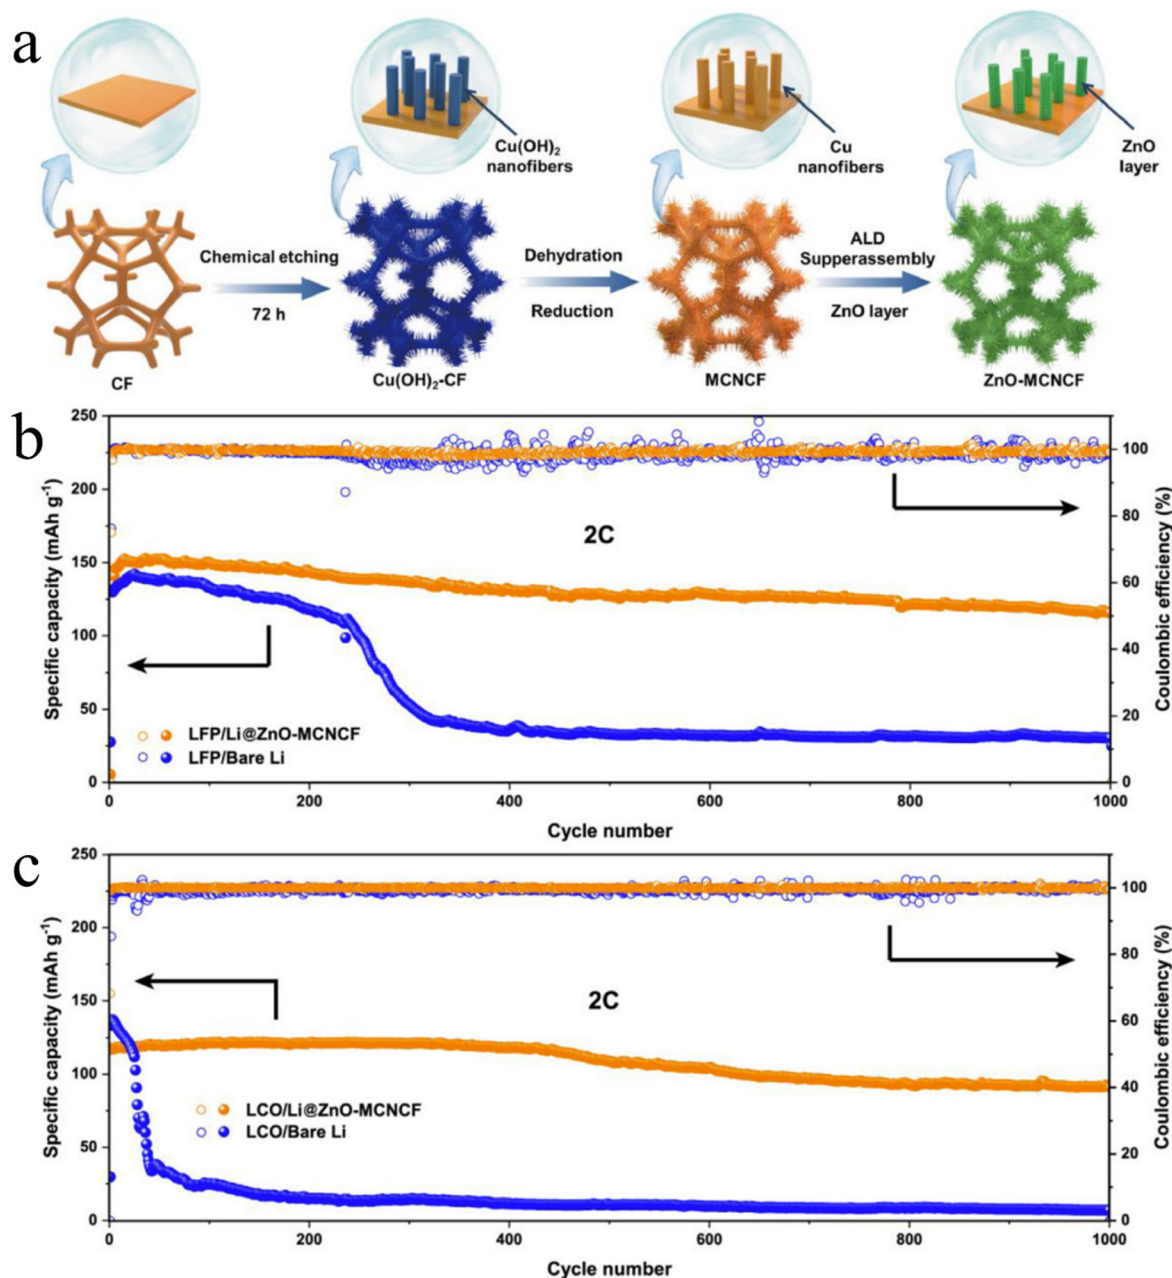 a
Cu(OH)2
nanofibers
Cu
nanofibers
ZnO
layer
Chemical etching
72 h
Dehydration
Reduction
ALD
Supperassembly
ZnO layer
CF
Cu(OH)2-CF
MCNCF
ZnO-MCNCF
b
250
200
150
100
50
0
Specific capacity (mAh g-1)
2C
LFP/Li@ZnO-MCNCF
LFP/Bare Li
100
80
60
40
20
0
Coulombic efficiency (%)
0
200
400
600
800
1000
Cycle number
c
250
200
150
100
50
0
Specific capacity (mAh g-1)
2C
LCO/Li@ZnO-MCNCF
LCO/Bare Li
100
80
60
40
20
0
Coulombic efficiency (%)
0
200
400
600
800
1000
Cycle number